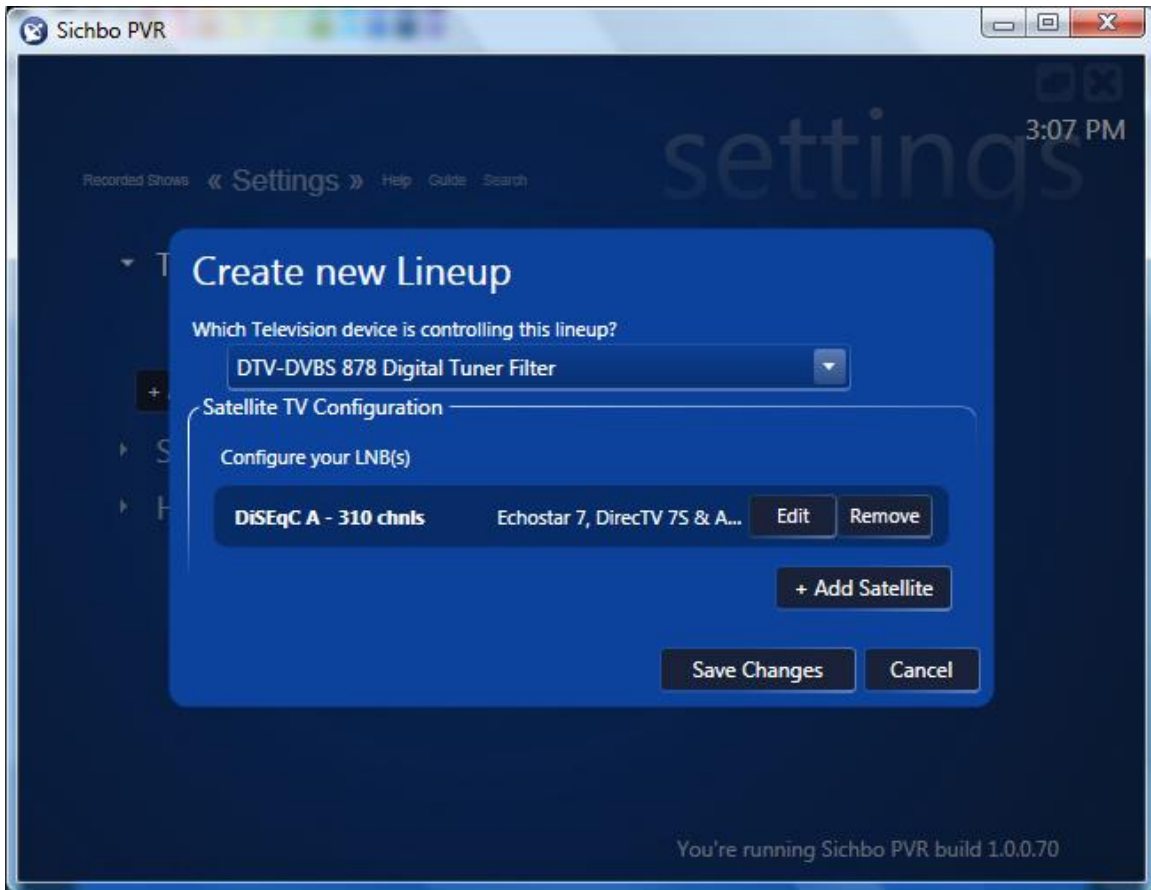 Sichbo PVR
settings
3:07 PM
Recorded Shows « Settings » Help Guide Search
T
Create new Lineup
Which Television device is controlling this lineup?
DTV-DVBS 878 Digital Tuner Filter
+
Satellite TV Configuration
S
Configure your LNB(s)
H
DiSEqC A - 310 chnls Echostar 7, DirecTV 7S & A... Edit Remove
+ Add Satellite
Save Changes Cancel
You're running Sichbo PVR build 1.0.0.70